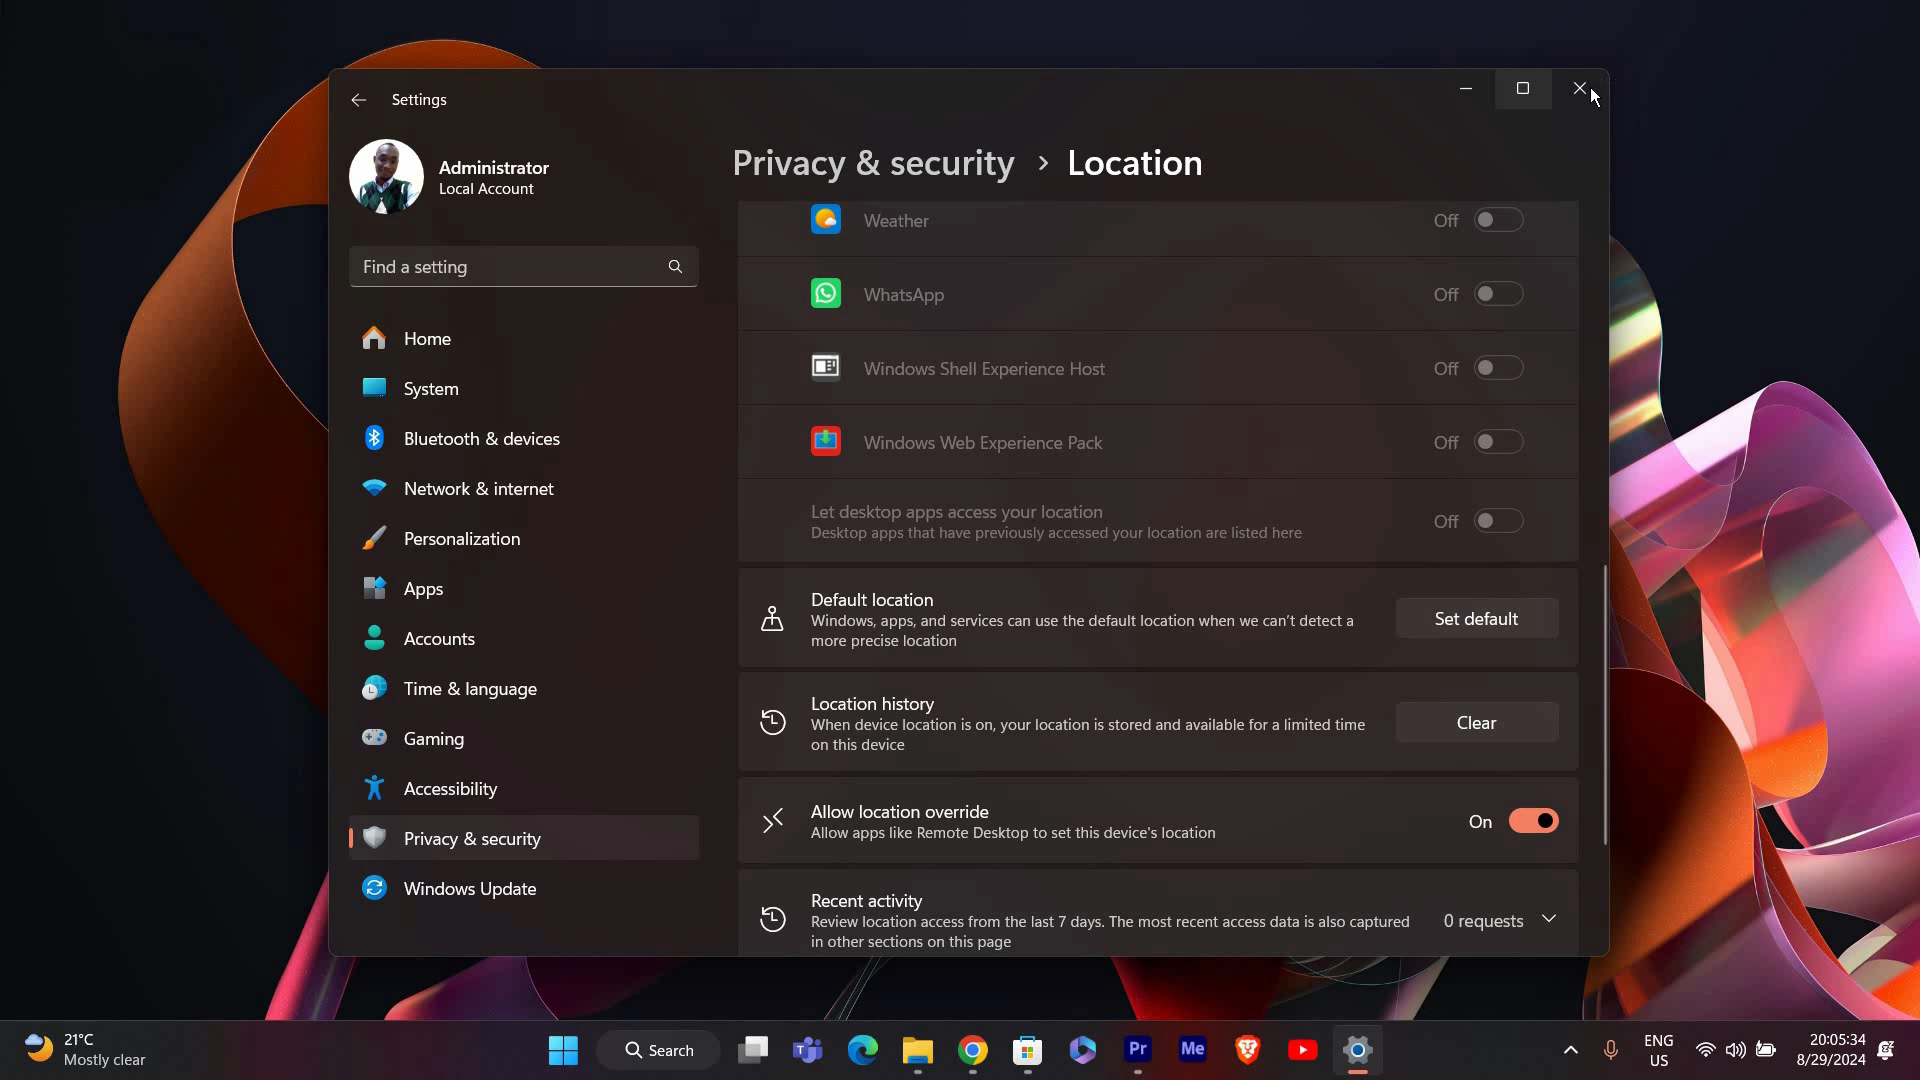 Settings
Administrator
Local Account
Find a setting
Home
System
Bluetooth & devices
Network & internet
Personalization
Apps
Accounts
Time & language
Gaming
Accessibility
Privacy & security
Windows Update
Privacy & security > Location
Weather Off
WhatsApp Off
Windows Shell Experience Host Off
Windows Web Experience Pack Off
Let desktop apps access your location
Desktop apps that have previously accessed your location are listed here
Off
Default location
Windows, apps, and services can use the default location when we can't detect a
more precise location
Set default
Location history
When device location is on, your location is stored and available for a limited time
on this device
Clear
Allow location override
Allow apps like Remote Desktop to set this device's location
On
Recent activity
Review location access from the last 7 days. The most recent access data is also captured
in other sections on this page
0 requests
21°C
Mostly clear
Search
Pr
Me
ENG
US
20:05:34
8/29/2024